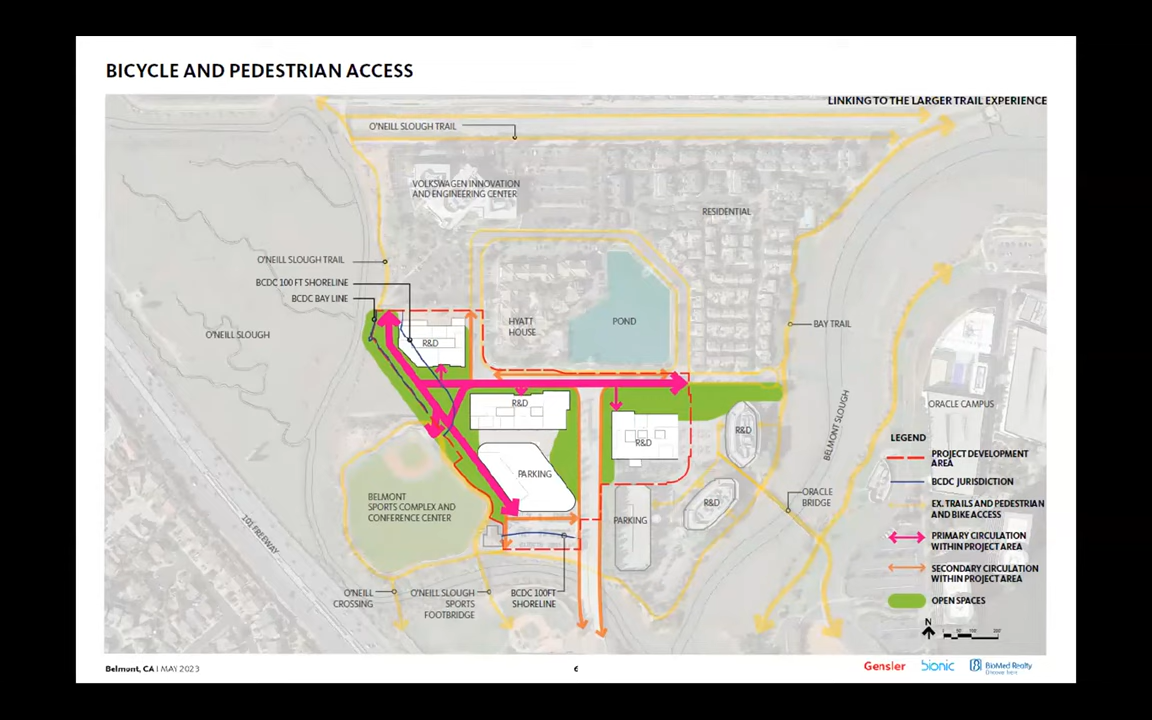 BICYCLE AND PEDESTRIAN ACCESS
LINKING TO THE LARGER TRAIL EXPERIENCE
O'NEILL SLOUGH TRAIL
VOLKSWAGEN INNOVATION
AND ENGINEERING CENTER
RESIDENTIAL
O'NEILL SLOUGH TRAIL
BCDC 100 FT SHORELINE
BCDC BAY LINE
O'NEILL SLOUGH
R&D
HYATT
HOUSE
POND
BAY TRAIL
R&D
R&D
R&D
ORACLE CAMPUS
BELMONT SLOUGH
PARKING
BELMONT
SPORTS COMPLEX AND
CONFERENCE CENTER
PARKING
R&D
ORACLE
BRIDGE
101 FREEWAY
O'NEILL
CROSSING
O'NEILL SLOUGH
SPORTS
FOOTBRIDGE
BCDC 100FT
SHORELINE
LEGEND
PROJECT DEVELOPMENT
AREA
BCDC JURISDICTION
EX. TRAILS AND PEDESTRIAN
AND BIKE ACCESS
PRIMARY CIRCULATION
WITHIN PROJECT AREA
SECONDARY CIRCULATION
WITHIN PROJECT AREA
OPEN SPACES
N
Belmont, CA | MAY 2023
6
Gensler
bionic
BioMed Realty